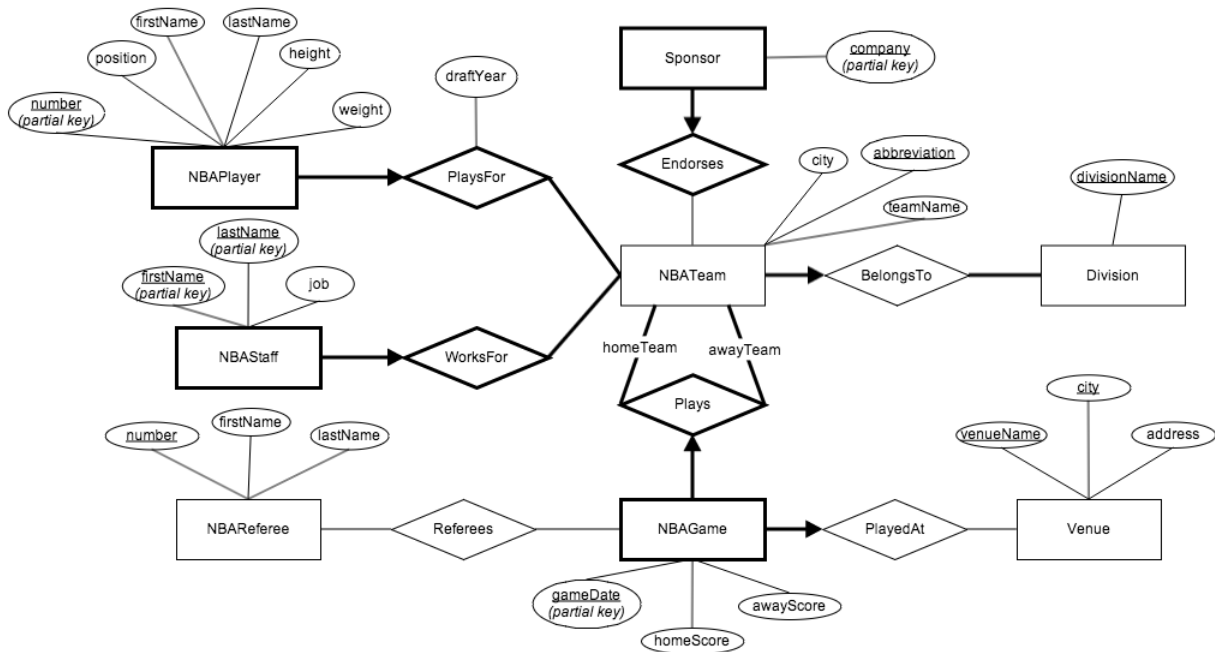 firstName
lastName
position
height
number
(partial key)
weight
NBAPlayer
draftYear
PlaysFor
Sponsor
company
(partial key)
Endorses
city
abbreviation
teamName
divisionName
NBATeam
BelongsTo
Division
lastName
(partial key)
firstName
(partial key)
job
NBAStaff
WorksFor
homeTeam
awayTeam
Plays
number
firstName
lastName
NBAReferee
Referees
NBAGame
PlayedAt
city
venueName
address
Venue
gameDate
(partial key)
homeScore
awayScore